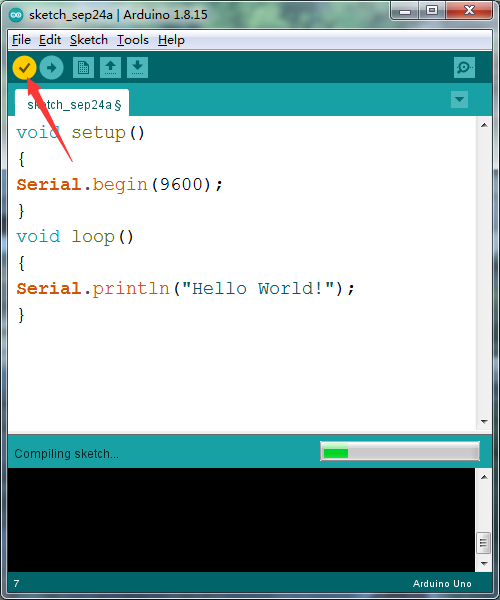 sketch_sep24a | Arduino 1.8.15
File Edit Sketch Tools Help
sketch_sep24a §
void setup()
{
Serial.begin(9600);
}
void loop()
{
Serial.println("Hello World!");
}
Compiling sketch...
7 Arduino Uno